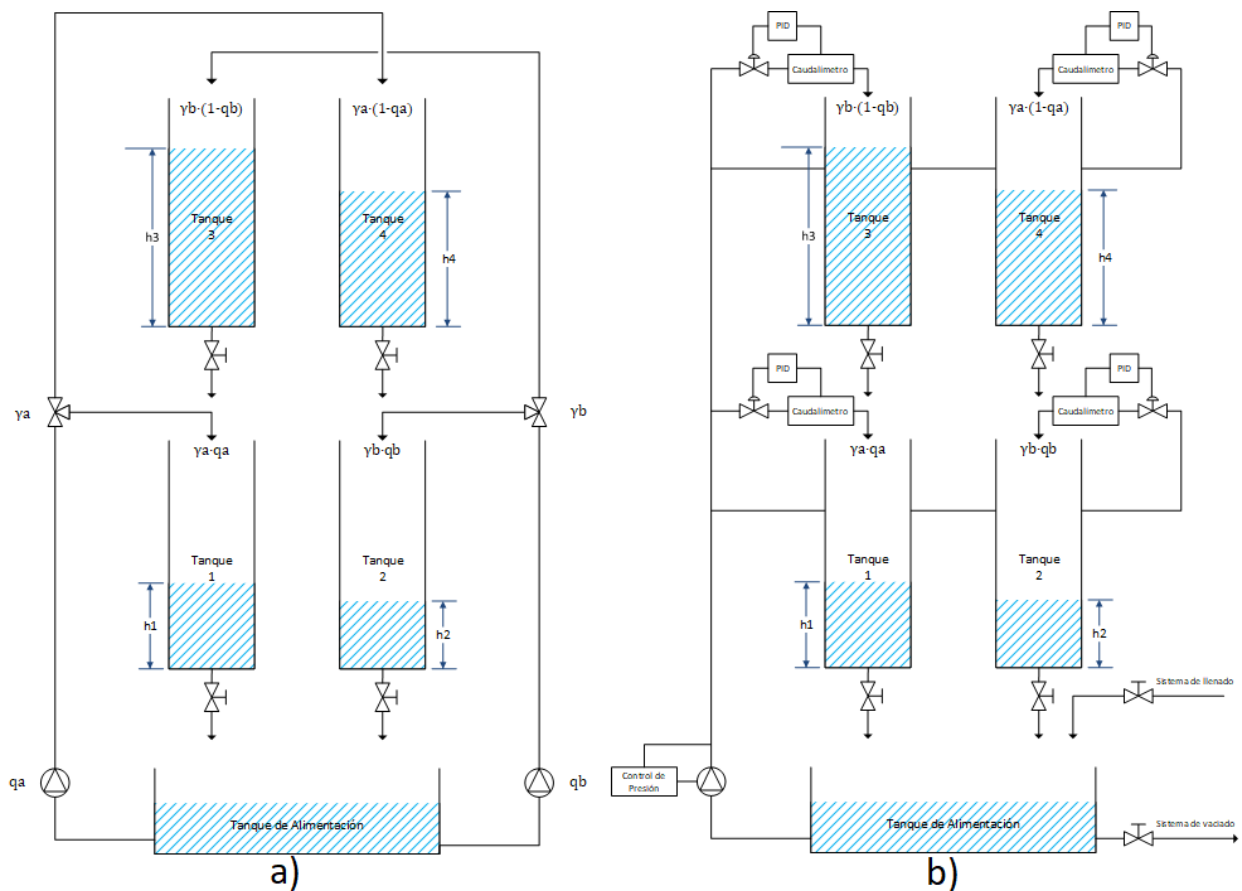 γb·(1-qb)
γa·(1-qa)
h3
Tanque
3
Tanque
4
h4
γa
γb
γa·qa
γb·qb
h1
Tanque
1
Tanque
2
h2
qa
qb
Tanque de Alimentación
a)
PID
PID
Caudalímetro
Caudalímetro
γb·(1-qb)
γa·(1-qa)
h3
Tanque
3
Tanque
4
h4
PID
PID
Caudalímetro
Caudalímetro
γa·qa
γb·qb
h1
Tanque
1
Tanque
2
h2
Sistema de llenado
Control de
Presión
Tanque de Alimentación
Sistema de vaciado
b)